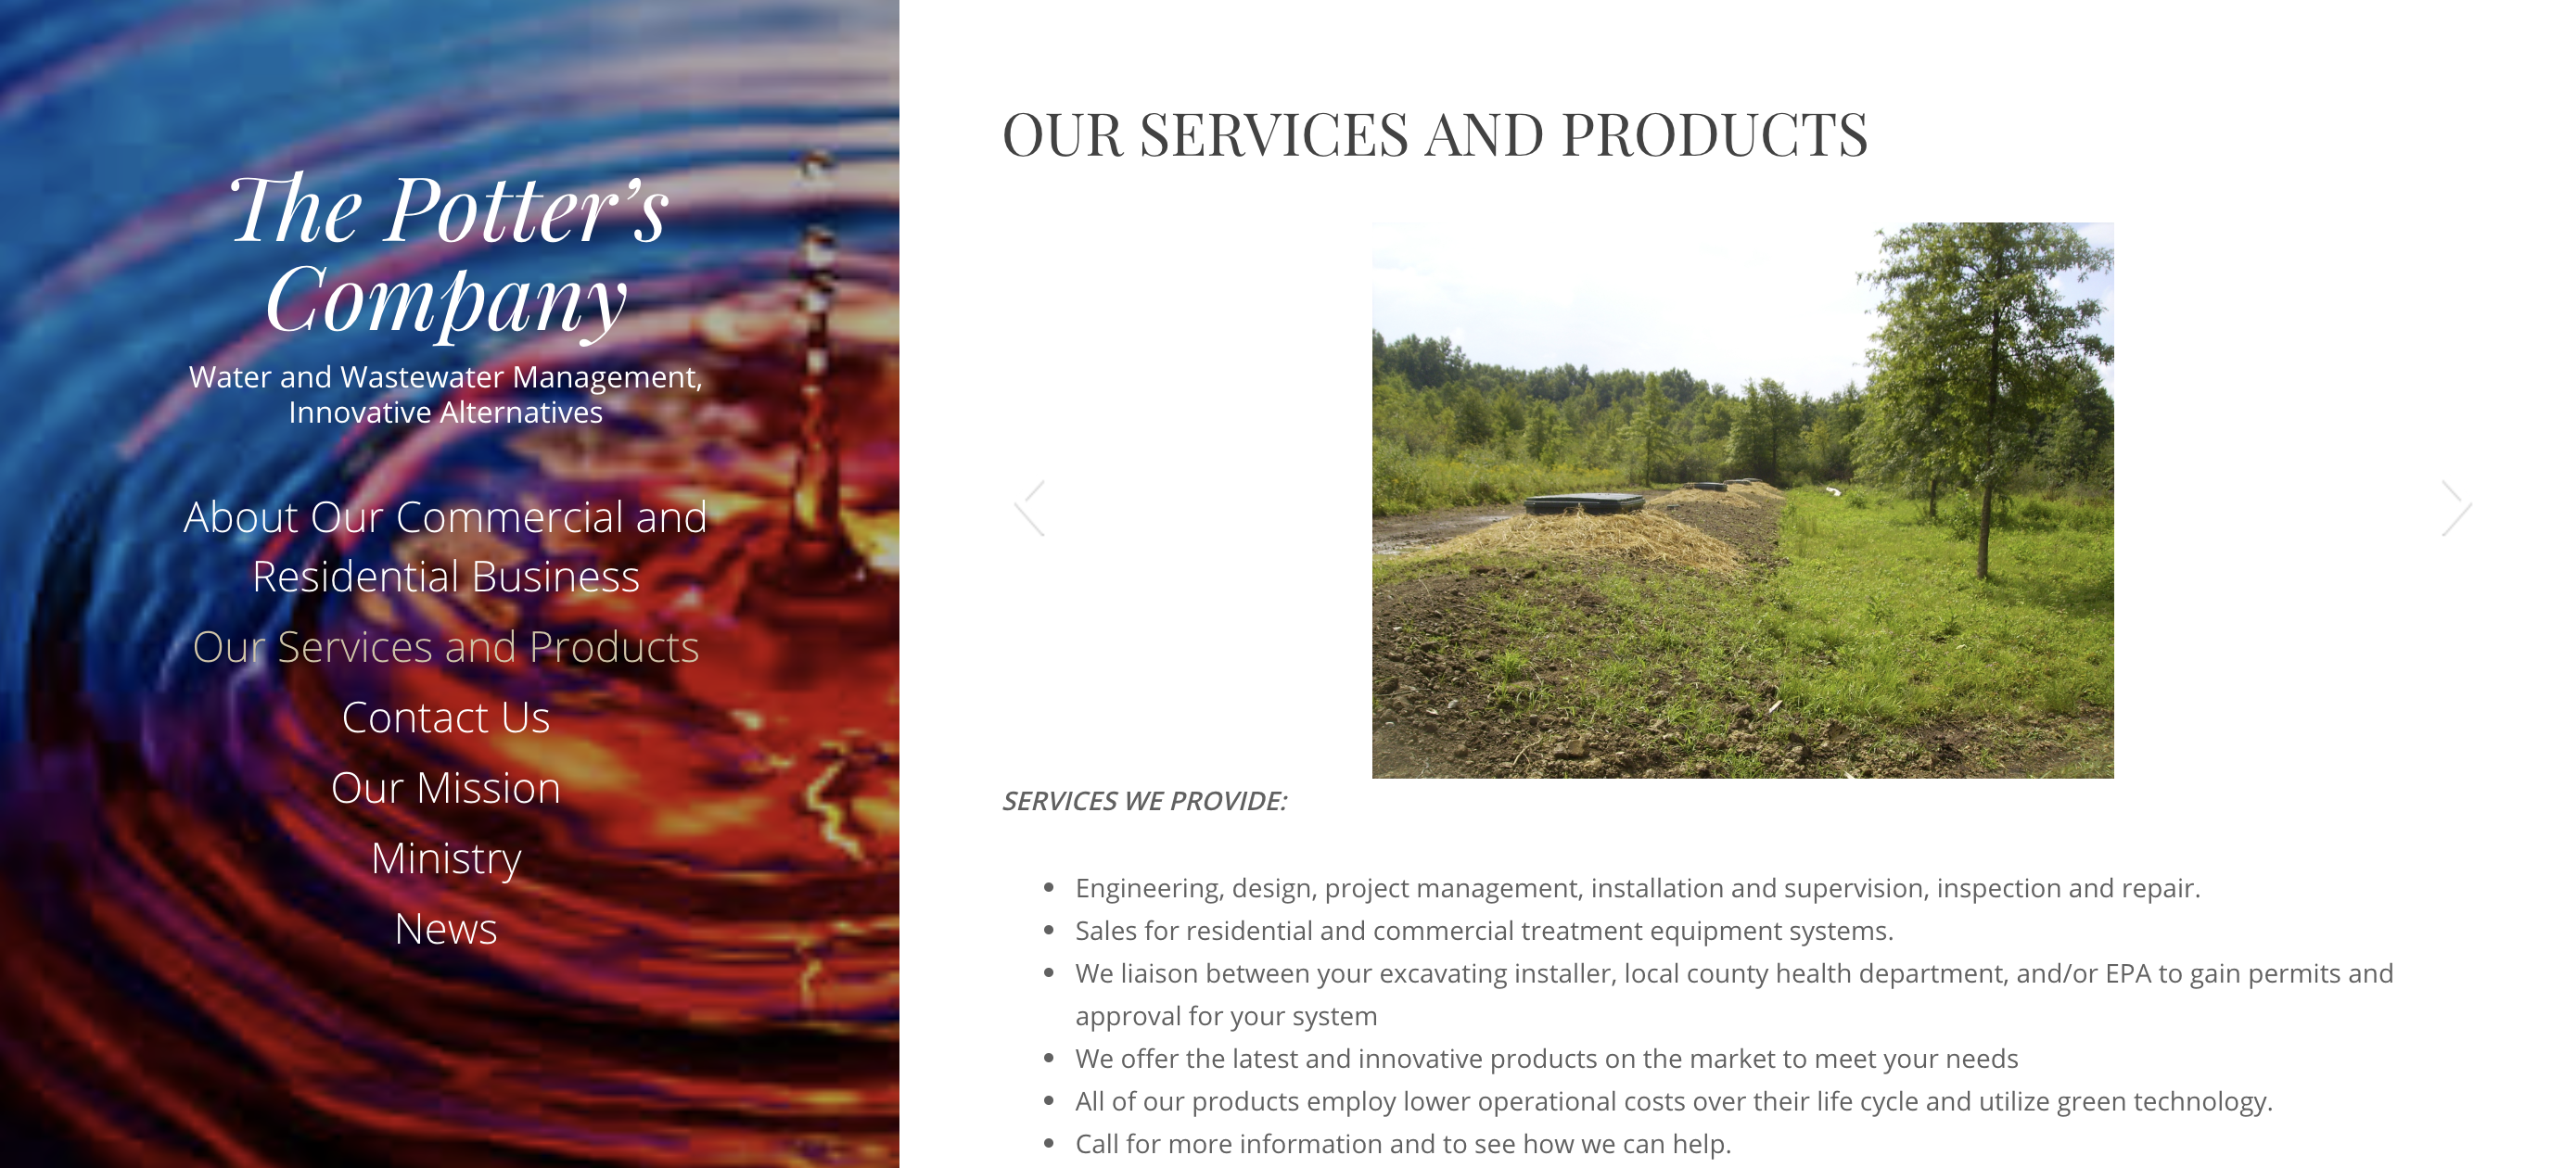 The Potter’s
Company
Water and Wastewater Management,
Innovative Alternatives
About Our Commercial and
Residential Business
Our Services and Products
Contact Us
Our Mission
Ministry
News
OUR SERVICES AND PRODUCTS
SERVICES WE PROVIDE:
• Engineering, design, project management, installation and supervision, inspection and repair.
• Sales for residential and commercial treatment equipment systems.
• We liaison between your excavating installer, local county health department, and/or EPA to gain permits and
approval for your system
• We offer the latest and innovative products on the market to meet your needs
• All of our products employ lower operational costs over their life cycle and utilize green technology.
• Call for more information and to see how we can help.